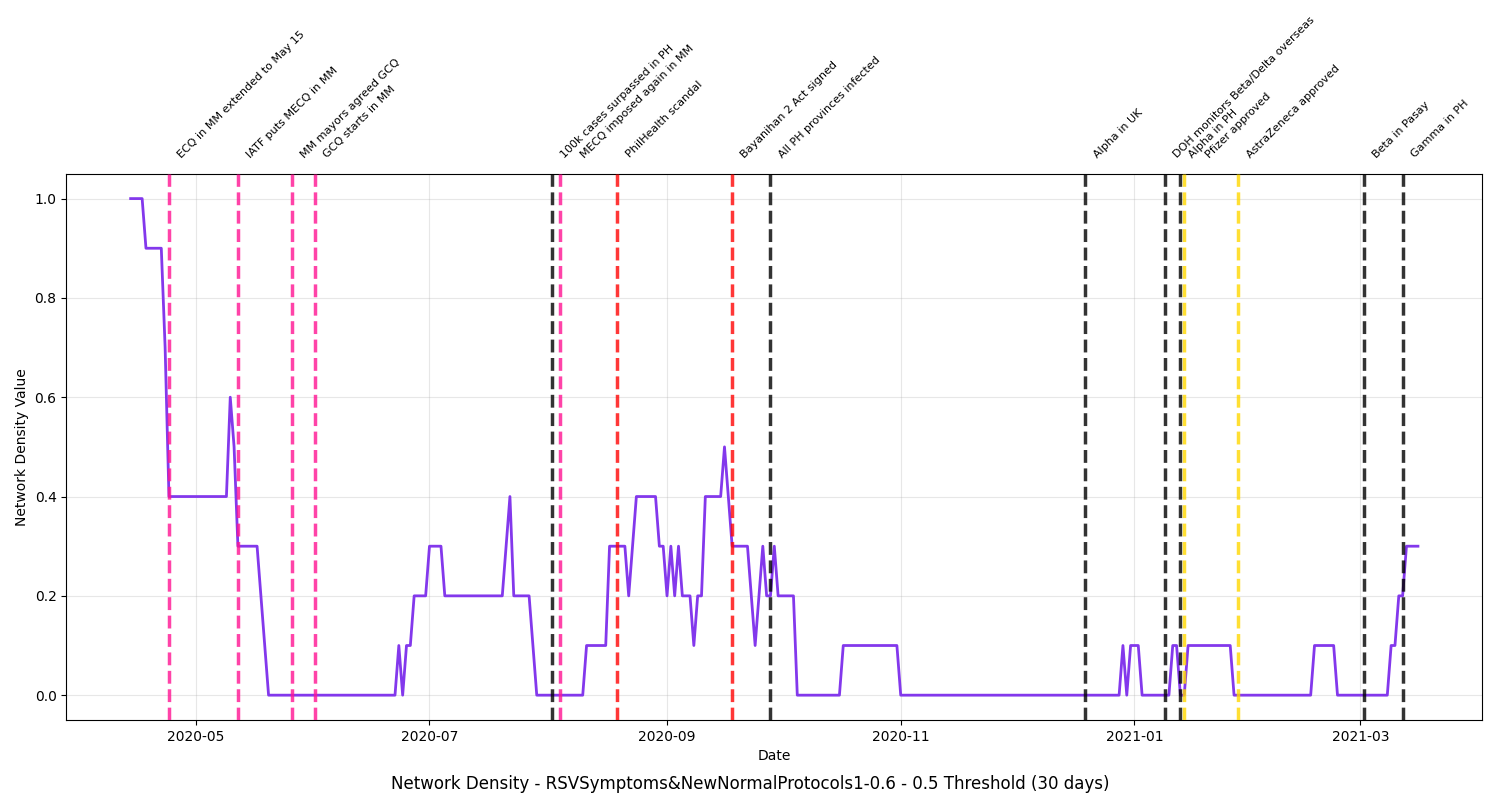 ECQ in MM extended to May 15
IATF puts MECQ in MM
MM mayors agreed GCQ
GCQ starts in MM
100k cases surpassed in PH
MECQ imposed again in MM
PhilHealth scandal
Bayanihan 2 Act signed
All PH provinces infected
Alpha in UK
DOH monitors Beta/Delta overseas
Alpha in PH
Pfizer approved
AstraZeneca approved
Beta in Pasay
Gamma in PH
Network Density Value
1.0
0.8
0.6
0.4
0.2
0.0
2020-05
2020-07
2020-09
2020-11
2021-01
2021-03
Date
Network Density - RSVSymptoms&NewNormalProtocols1-0.6 - 0.5 Threshold (30 days)